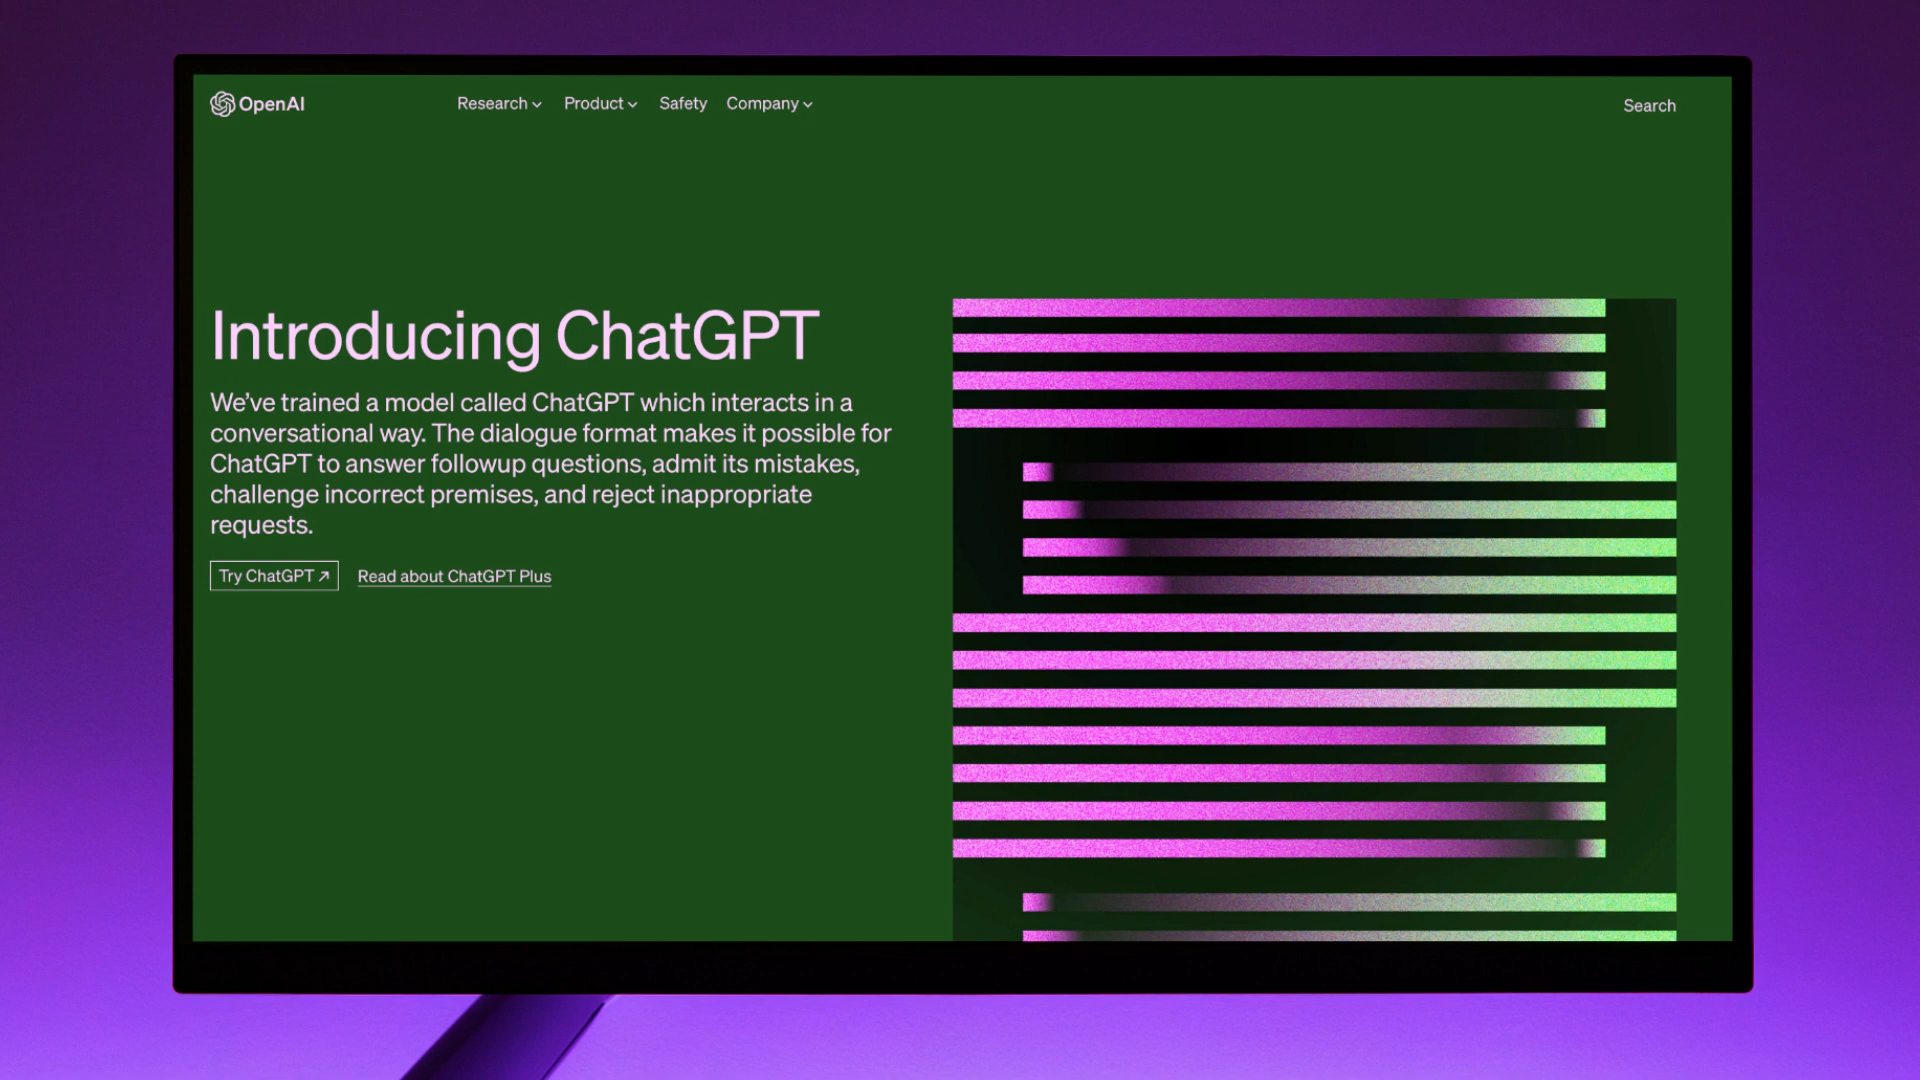 OpenAI
Research
Product
Safety
Company
Search
Introducing ChatGPT
We’ve trained a model called ChatGPT which interacts in a
conversational way. The dialogue format makes it possible for
ChatGPT to answer followup questions, admit its mistakes,
challenge incorrect premises, and reject inappropriate
requests.
Try ChatGPT ↗
Read about ChatGPT Plus